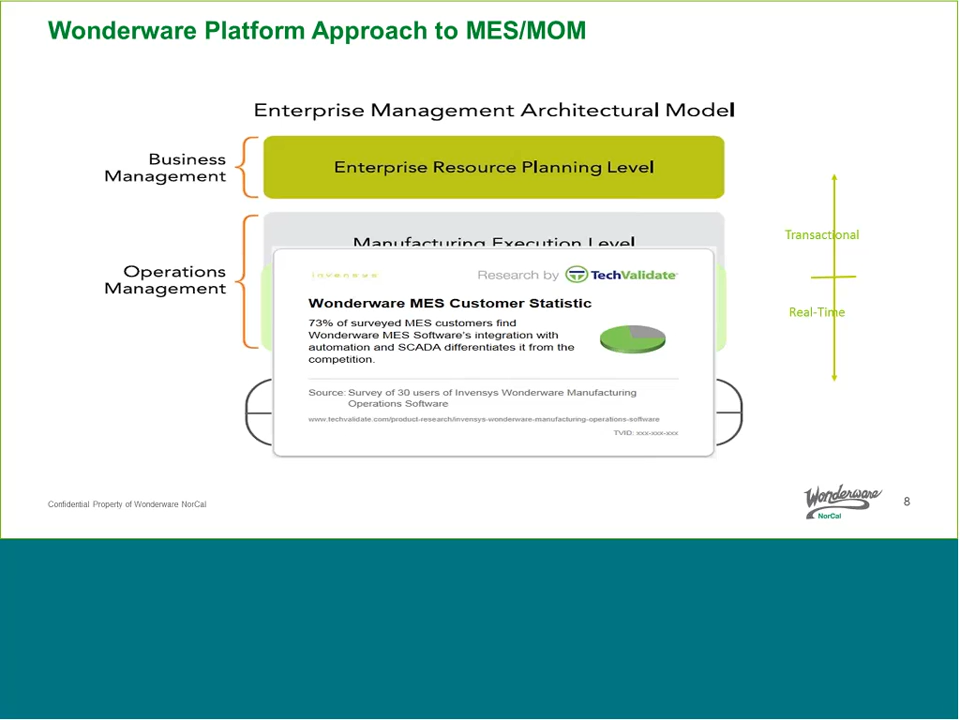 Wonderware Platform Approach to MES/MOM
Enterprise Management Architectural Model
Business
Management
Enterprise Resource Planning Level
Transactional
Manufacturing Execution Level
Operations
Management
Real-Time
invensys
Research by TechValidate
Wonderware MES Customer Statistic
73% of surveyed MES customers find
Wonderware MES Software's integration with
automation and SCADA differentiates it from the
competition.
Source: Survey of 30 users of Invensys Wonderware Manufacturing
Operations Software
www.techvalidate.com/product-research/invensys-wonderware-manufacturing-operations-software
TVID: xxx-xxx-xxx
Confidential Property of Wonderware NorCal
Wonderware
NorCal
8